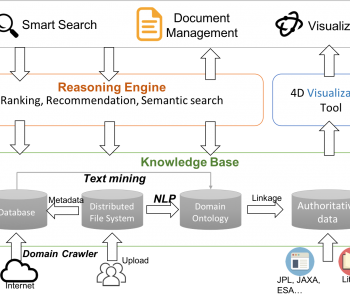 Smart Search
Document
Management
Visualiz
Reasoning Engine
Ranking, Recommendation, Semantic search
4D Visualiza
Tool
Knowledge Base
Text mining
Database
Metadata
Distributed
File System
NLP
Domain
Ontology
Linkage
Authoritativ
data
Domain Crawler
Internet
Upload
JPL, JAXA,
ESA...
Lit